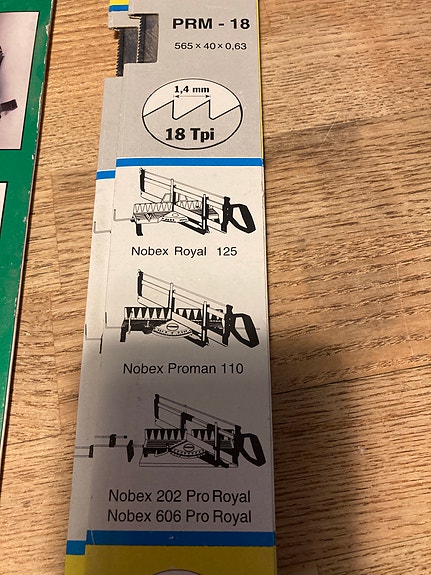 PRM - 18
565 x 40 x 0,63
1,4 mm
18 Tpi
Nobex Royal 125
Nobex Proman 110
Nobex 202 Pro Royal
Nobex 606 Pro Royal